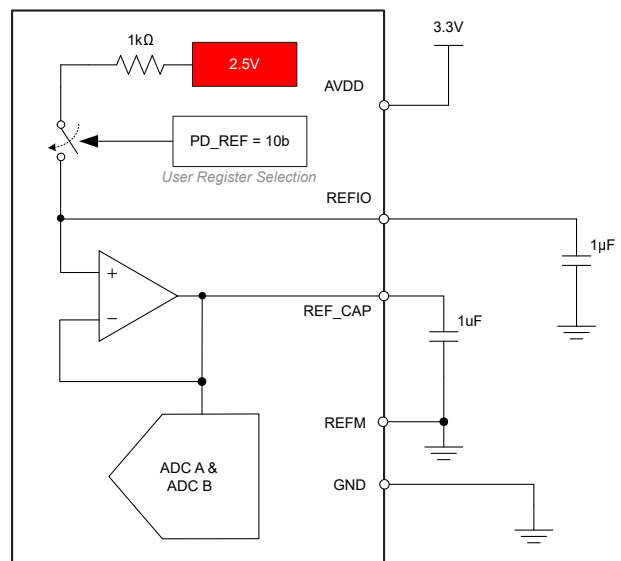 1kΩ
2.5V
3.3V
AVDD
PD_REF = 10b
User Register Selection
REFIO
1µF
+
−
REF_CAP
1uF
REFM
ADC A &
ADC B
GND